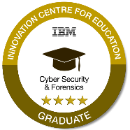 INNOVATION CENTRE FOR EDUCATION
IBM
Cyber Security
& Forensics
GRADUATE